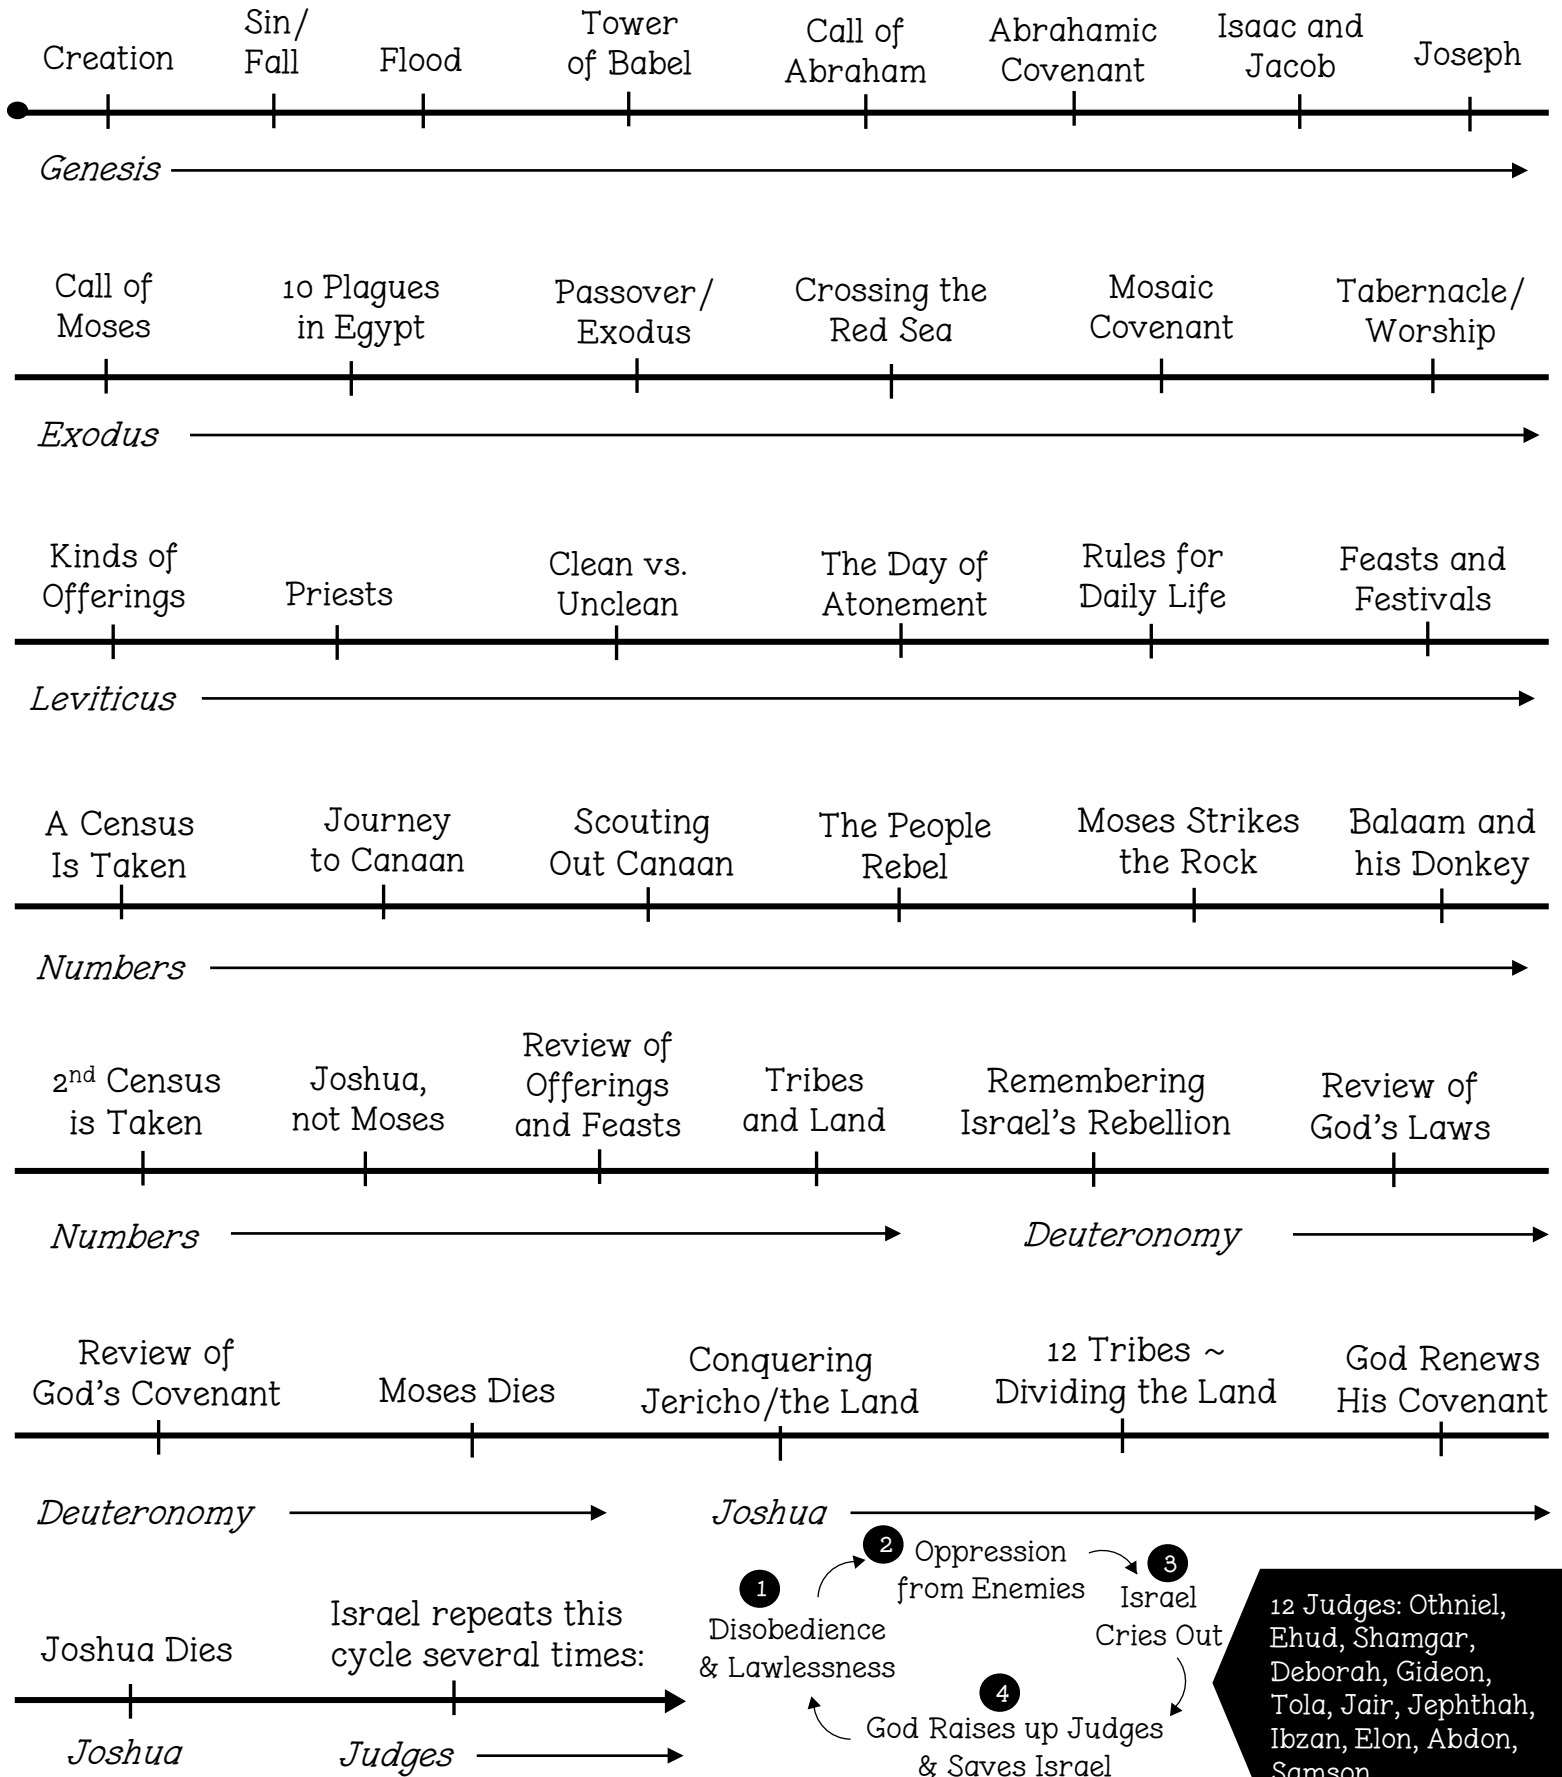 Creation
Sin/
Fall
Flood
Tower
of Babel
Call of
Abraham
Abrahamic
Covenant
Isaac and
Jacob
Joseph
Genesis
Call of
Moses
10 Plagues
in Egypt
Passover/
Exodus
Crossing the
Red Sea
Mosaic
Covenant
Tabernacle/
Worship
Exodus
Kinds of
Offerings
Priests
Clean vs.
Unclean
The Day of
Atonement
Rules for
Daily Life
Feasts and
Festivals
Leviticus
A Census
Is Taken
Journey
to Canaan
Scouting
Out Canaan
The People
Rebel
Moses Strikes
the Rock
Balaam and
his Donkey
Numbers
2nd Census
is Taken
Joshua,
not Moses
Review of
Offerings
and Feasts
Tribes
and Land
Remembering
Israel's Rebellion
Review of
God's Laws
Numbers
Deuteronomy
Review of
God's Covenant
Moses Dies
Conquering
Jericho/the Land
12 Tribes ~
Dividing the Land
God Renews
His Covenant
Deuteronomy
Joshua
Joshua Dies
Israel repeats this
cycle several times:
Joshua
Judges
1
Disobedience
& Lawlessness
2
Oppression
from Enemies
3
Israel
Cries Out
4
God Raises up Judges
& Saves Israel
12 Judges: Othniel,
Ehud, Shamgar,
Deborah, Gideon,
Tola, Jair, Jephthah,
Ibzan, Elon, Abdon,
Samson